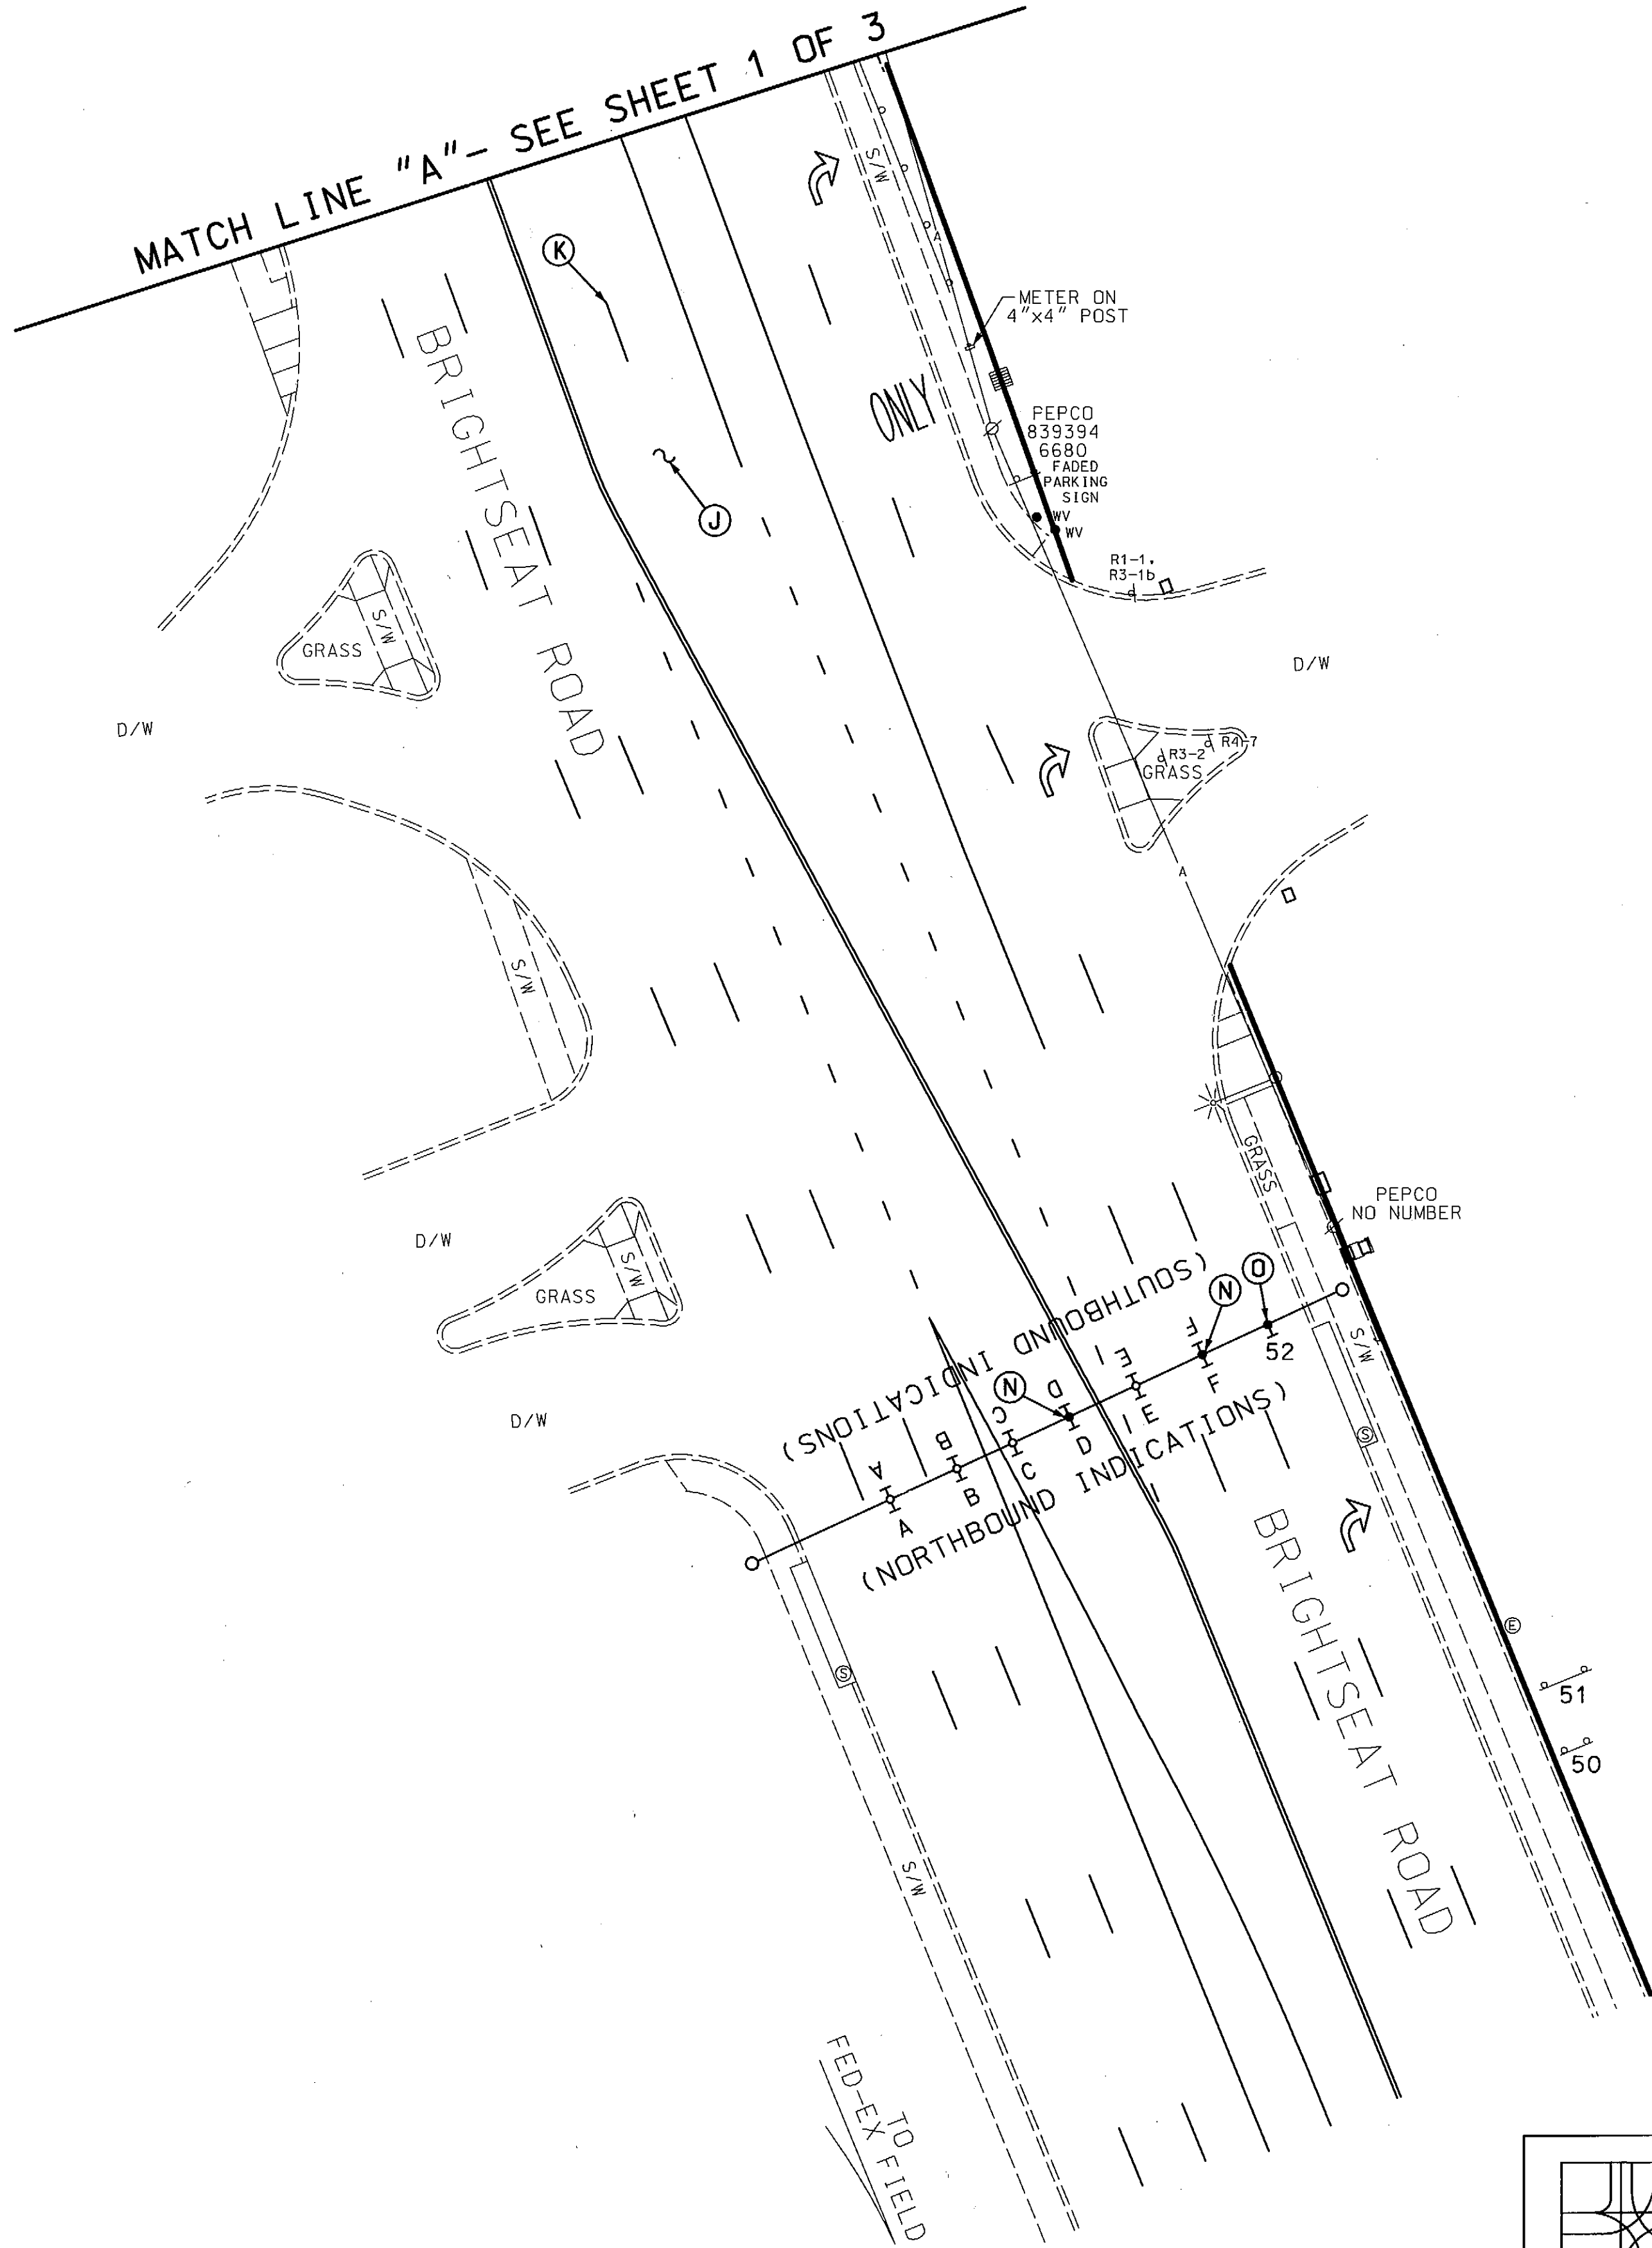 MATCH LINE "A"- SEE SHEET 1 OF 3
K
S/W
A
METER ON
4"x4" POST
BRIGHTSEAT ROAD
ONLY
PEPCO
839394
6680
FADED
PARKING
SIGN
J
WV
WV
R1-1,
R3-1b
S/W
GRASS
D/W
D/W
R3-2
R4-7
GRASS
A
S/W
GRASS
PEPCO
NO NUMBER
D/W
S/W
GRASS
(SOUTHBOUND INDICATIONS)
N
O
F
E
D
C
B
A
N
52
S/W
F
E
D
C
B
A
(NORTHBOUND INDICATIONS)
D/W
S
BRIGHTSEAT ROAD
E
S
51
50
S/W
TO
FED-EX FIELD